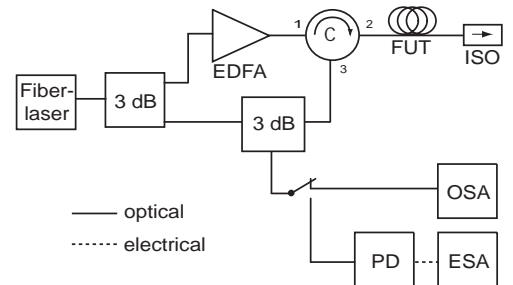 1
C
2
EDFA
3
FUT
ISO
Fiber-
laser
3 dB
3 dB
OSA
optical
electrical
PD
ESA